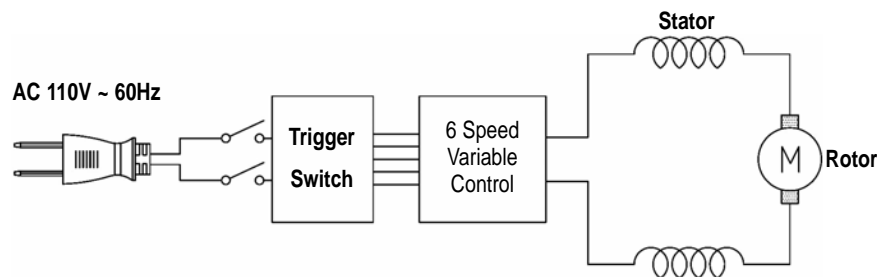 Stator
AC 110V ~ 60Hz
Trigger
Switch
6 Speed
Variable
Control
M
Rotor